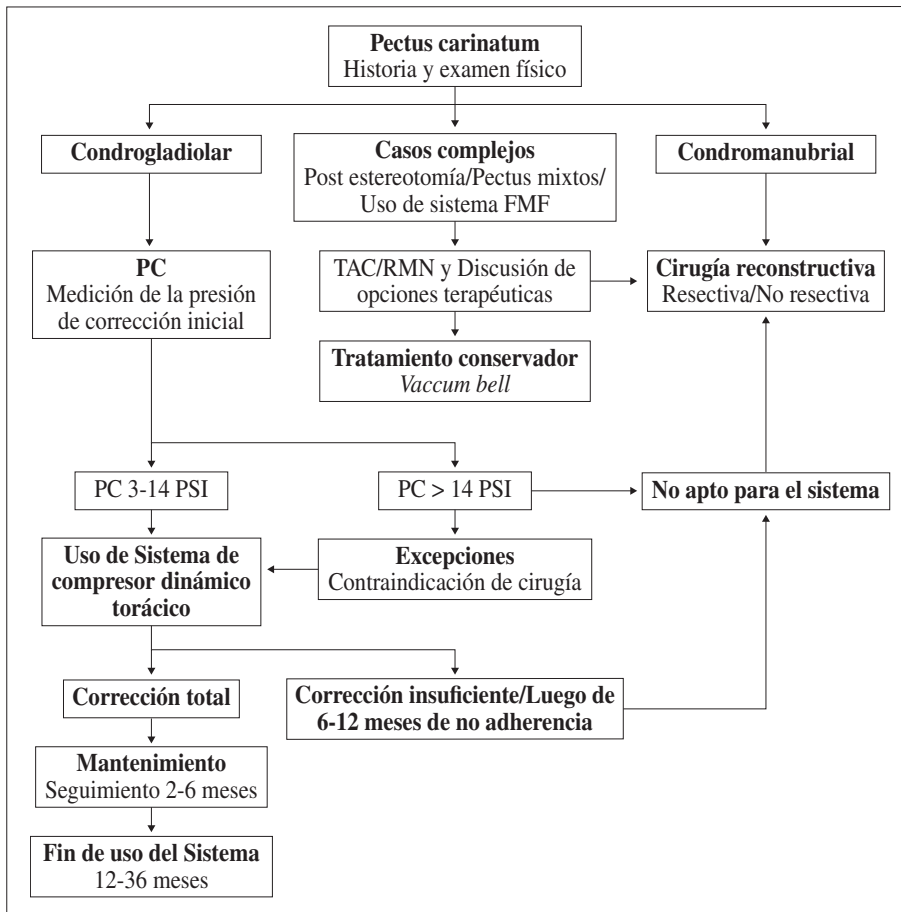 Pectus carinatum
Historia y examen físico
Condrogladiolar
Casos complejos
Post estereotomía/Pectus mixtos/
Uso de sistema FMF
Condromanubrial
PC
Medición de la presión
de corrección inicial
TAC/RMN y Discusión de
opciones terapéuticas
Cirugía reconstructiva
Resectiva/No resectiva
Tratamiento conservador
Vaccum bell
PC 3-14 PSI
PC > 14 PSI
No apto para el sistema
Uso de Sistema de
compresor dinámico
torácico
Excepciones
Contraindicación de cirugía
Corrección total
Corrección insuficiente/Luego de
6-12 meses de no adherencia
Mantenimiento
Seguimiento 2-6 meses
Fin de uso del Sistema
12-36 meses